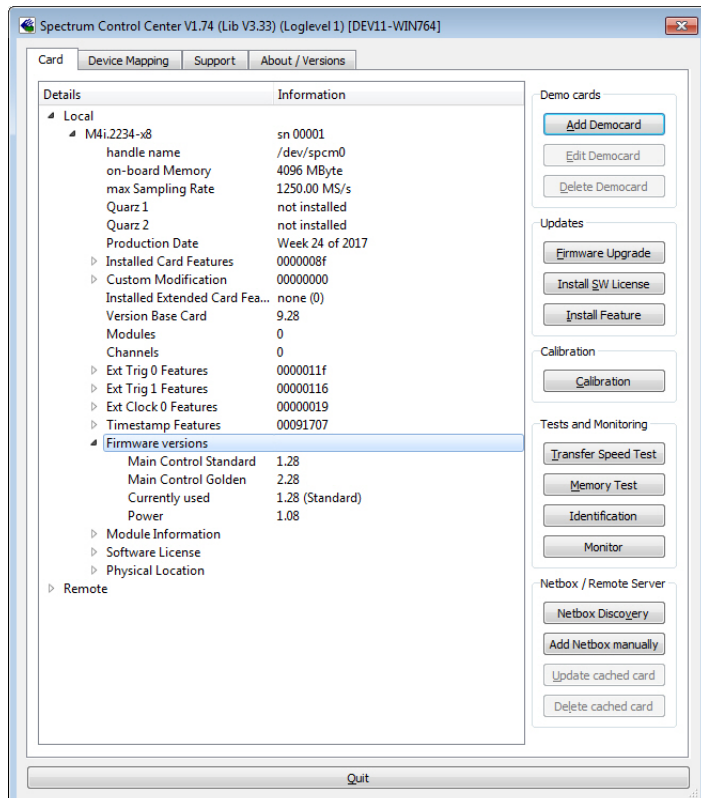 Spectrum Control Center V1.74 (Lib V3.33) (Loglevel 1) [DEV11-WIN764]
Card Device Mapping Support About / Versions
Details Information
Local
M4i.2234-x8 sn 00001
handle name /dev/spcm0
on-board Memory 4096 MByte
max Sampling Rate 1250.00 MS/s
Quarz 1 not installed
Quarz 2 not installed
Production Date Week 24 of 2017
Installed Card Features 0000008f
Custom Modification 00000000
Installed Extended Card Fea... none (0)
Version Base Card 9.28
Modules 0
Channels 0
Ext Trig 0 Features 0000011f
Ext Trig 1 Features 00000116
Ext Clock 0 Features 00000019
Timestamp Features 00091707
Firmware versions
Main Control Standard 1.28
Main Control Golden 2.28
Currently used 1.28 (Standard)
Power 1.08
Module Information
Software License
Physical Location
Remote
Demo cards
Add Democard
Edit Democard
Delete Democard
Updates
Firmware Upgrade
Install SW License
Install Feature
Calibration
Calibration
Tests and Monitoring
Transfer Speed Test
Memory Test
Identification
Monitor
Netbox / Remote Server
Netbox Discovery
Add Netbox manually
Update cached card
Delete cached card
Quit